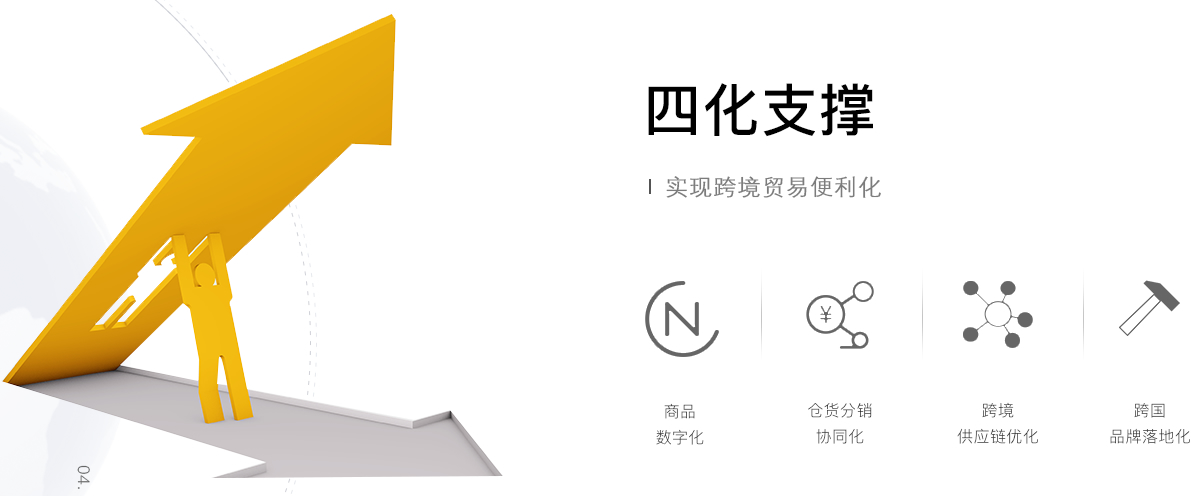 四化支撑
实现跨境贸易便利化
N
¥
商品
数字化
仓货分销
协同化
跨境
供应链优化
跨国
品牌落地化
04.